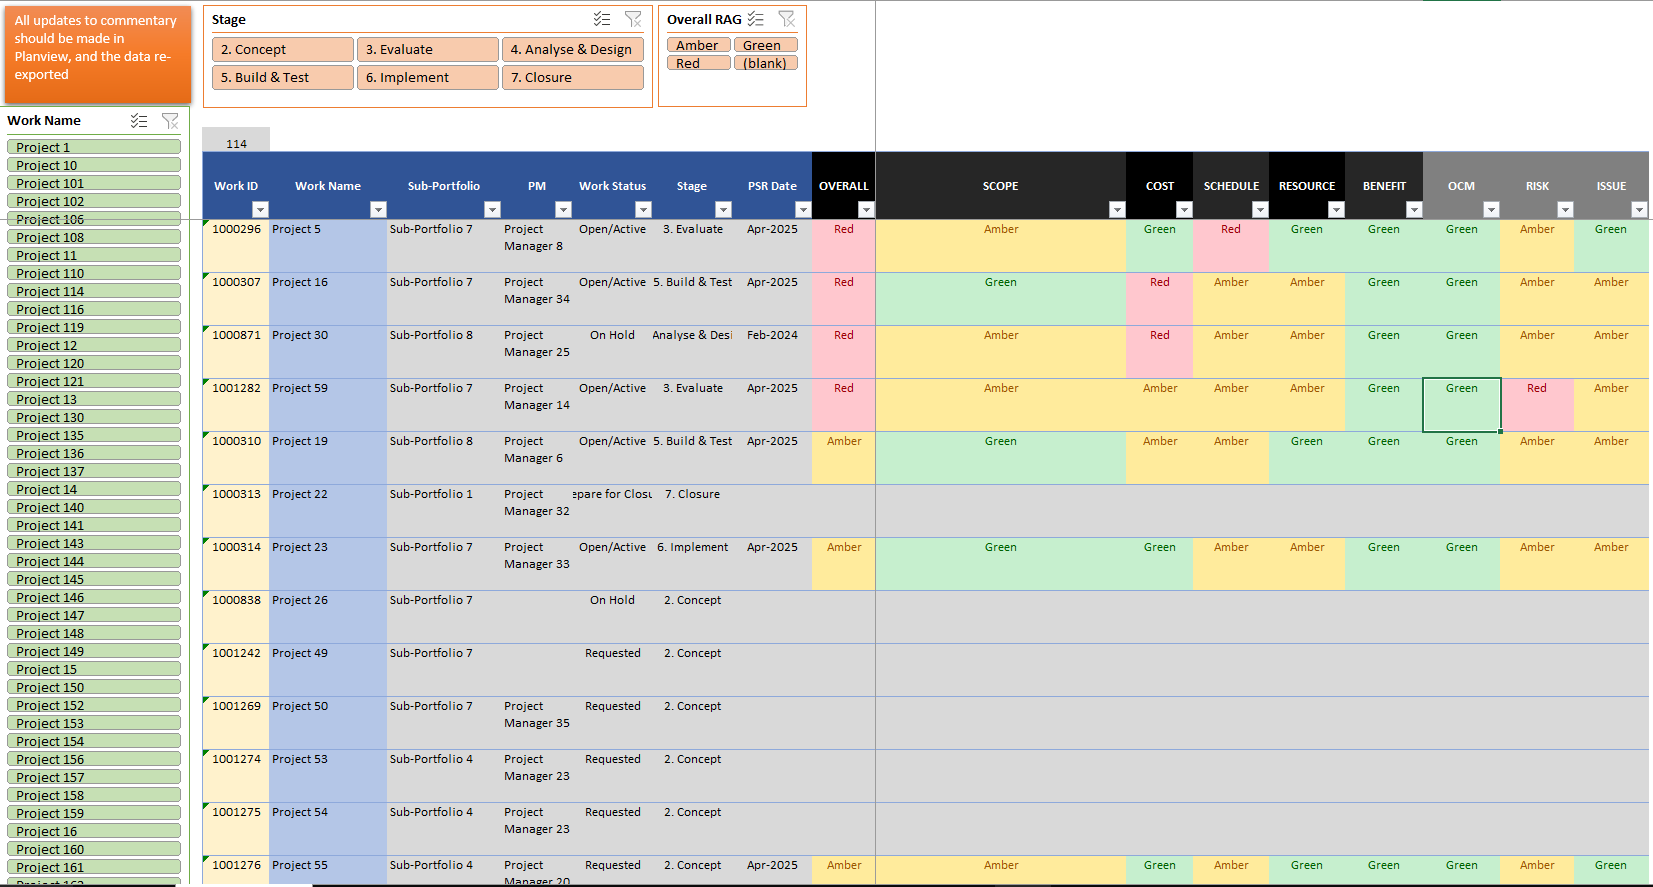 All updates to commentary
should be made in
Planview, and the data re-
exported
Stage
2. Concept 3. Evaluate 4. Analyse & Design
5. Build & Test 6. Implement 7. Closure
Overall RAG
Amber Green
Red (blank)
Work Name
Project 1
Project 10
Project 101
Project 102
Project 106
Project 108
Project 11
Project 110
Project 114
Project 116
Project 119
Project 12
Project 120
Project 121
Project 13
Project 130
Project 135
Project 136
Project 137
Project 14
Project 140
Project 141
Project 143
Project 144
Project 145
Project 146
Project 147
Project 148
Project 149
Project 15
Project 150
Project 152
Project 153
Project 154
Project 156
Project 157
Project 158
Project 159
Project 16
Project 160
Project 161
114
Work ID Work Name Sub-Portfolio PM Work Status Stage PSR Date OVERALL SCOPE COST SCHEDULE RESOURCE BENEFIT OCM RISK ISSUE
1000296 Project 5 Sub-Portfolio 7 Project Open/Active 3. Evaluate Apr-2025 Red Amber Green Red Green Green Green Amber Green
Manager 8
1000307 Project 16 Sub-Portfolio 7 Project Open/Active 5. Build & Test Apr-2025 Red Green Red Amber Amber Green Green Amber Amber
Manager 34
1000871 Project 30 Sub-Portfolio 8 Project On Hold Analyse & Desi Feb-2024 Red Amber Red Amber Amber Green Green Amber Amber
Manager 25
1001282 Project 59 Sub-Portfolio 7 Project Open/Active 3. Evaluate Apr-2025 Red Amber Amber Amber Amber Green Green Red Amber
Manager 14
1000310 Project 19 Sub-Portfolio 8 Project Open/Active 5. Build & Test Apr-2025 Amber Green Amber Amber Green Green Green Amber Amber
Manager 6
1000313 Project 22 Sub-Portfolio 1 Project epare for Closu 7. Closure
Manager 32
1000314 Project 23 Sub-Portfolio 7 Project Open/Active 6. Implement Apr-2025 Amber Green Green Amber Amber Green Green Amber Amber
Manager 33
1000838 Project 26 Sub-Portfolio 7 On Hold 2. Concept
1001242 Project 49 Sub-Portfolio 7 Requested 2. Concept
1001269 Project 50 Sub-Portfolio 7 Project Requested 2. Concept
Manager 35
1001274 Project 53 Sub-Portfolio 4 Project Requested 2. Concept
Manager 23
1001275 Project 54 Sub-Portfolio 4 Project Requested 2. Concept
Manager 23
1001276 Project 55 Sub-Portfolio 4 Project Requested 2. Concept Apr-2025 Amber Amber Green Amber Green Green Green Amber Green
Manager 20